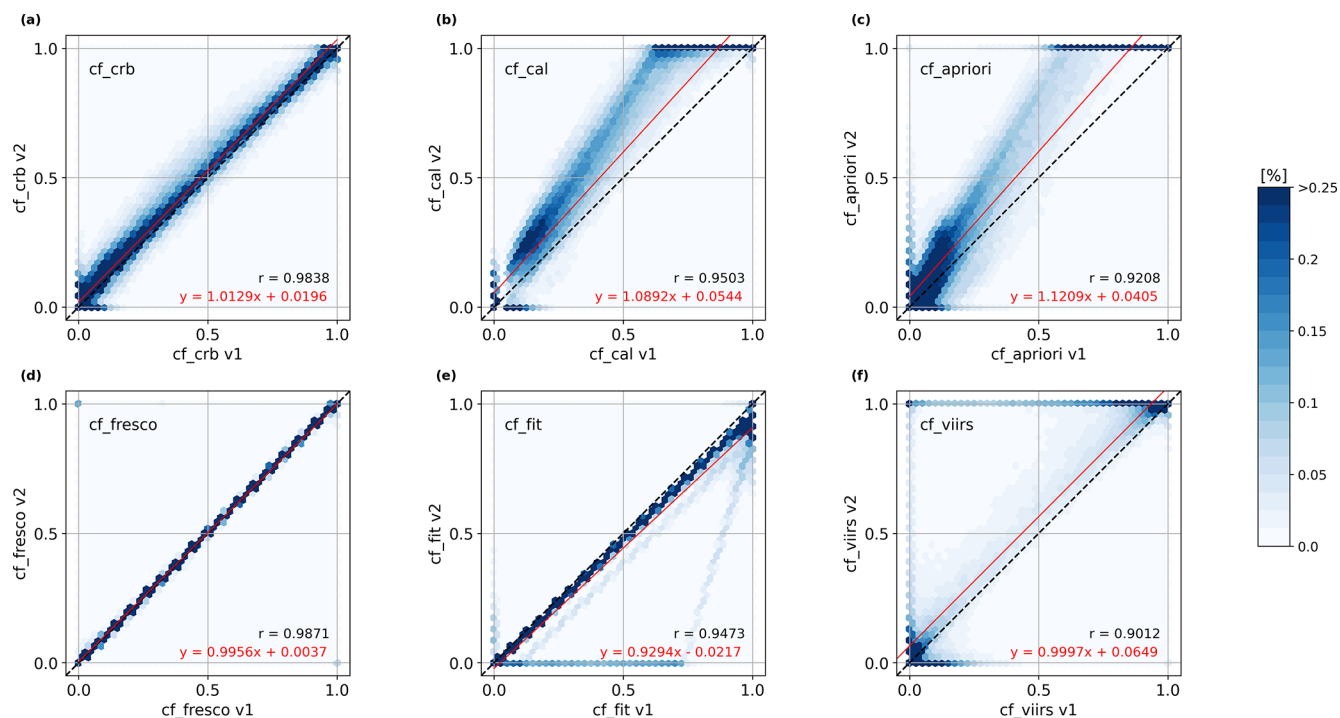 (a)
cf_crb
1.0
0.5
0.0
cf_crb v2
r = 0.9838
y = 1.0129x + 0.0196
0.0 0.5 1.0
cf_crb v1
(b)
cf_cal
1.0
0.5
0.0
cf_cal v2
r = 0.9503
y = 1.0892x + 0.0544
0.0 0.5 1.0
cf_cal v1
(c)
cf_apriori
1.0
0.5
0.0
cf_apriori v2
r = 0.9208
y = 1.1209x + 0.0405
0.0 0.5 1.0
cf_apriori v1
(d)
cf_fresco
1.0
0.5
0.0
cf_fresco v2
r = 0.9871
y = 0.9956x + 0.0037
0.0 0.5 1.0
cf_fresco v1
(e)
cf_fit
1.0
0.5
0.0
cf_fit v2
r = 0.9473
y = 0.9294x - 0.0217
0.0 0.5 1.0
cf_fit v1
(f)
cf_viirs
1.0
0.5
0.0
cf_viirs v2
r = 0.9012
y = 0.9997x + 0.0649
0.0 0.5 1.0
cf_viirs v1
[%]
>0.25
0.2
0.15
0.1
0.05
0.0